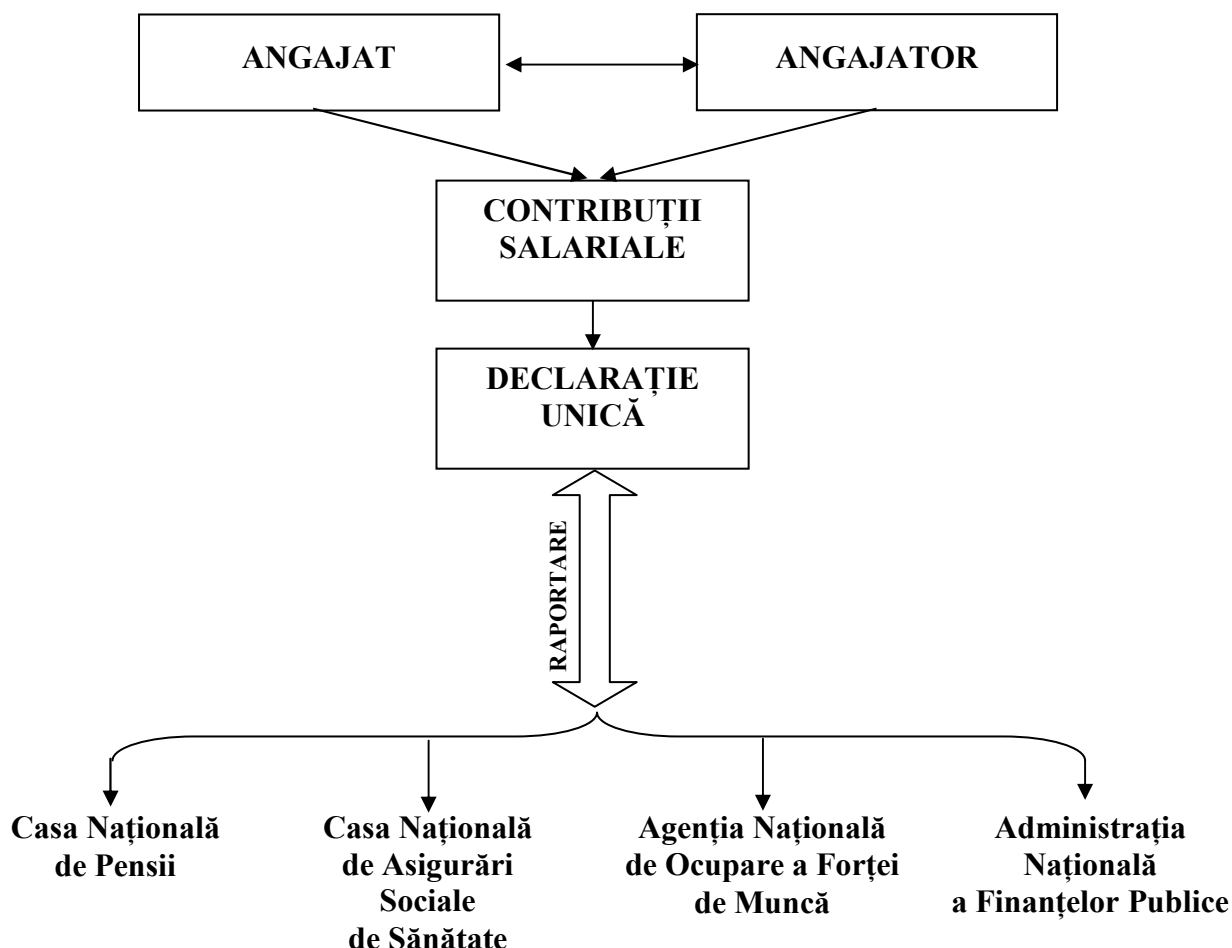 ANGAJAT
ANGAJATOR
CONTRIBUȚII
SALARIALE
DECLARAȚIE
UNICĂ
RAPORTARE
Casa Națională
de Pensii
Casa Națională
de Asigurări
Sociale
de Sănătate
Agenția Națională
de Ocupare a Forței
de Muncă
Administrația
Națională
a Finanțelor Publice